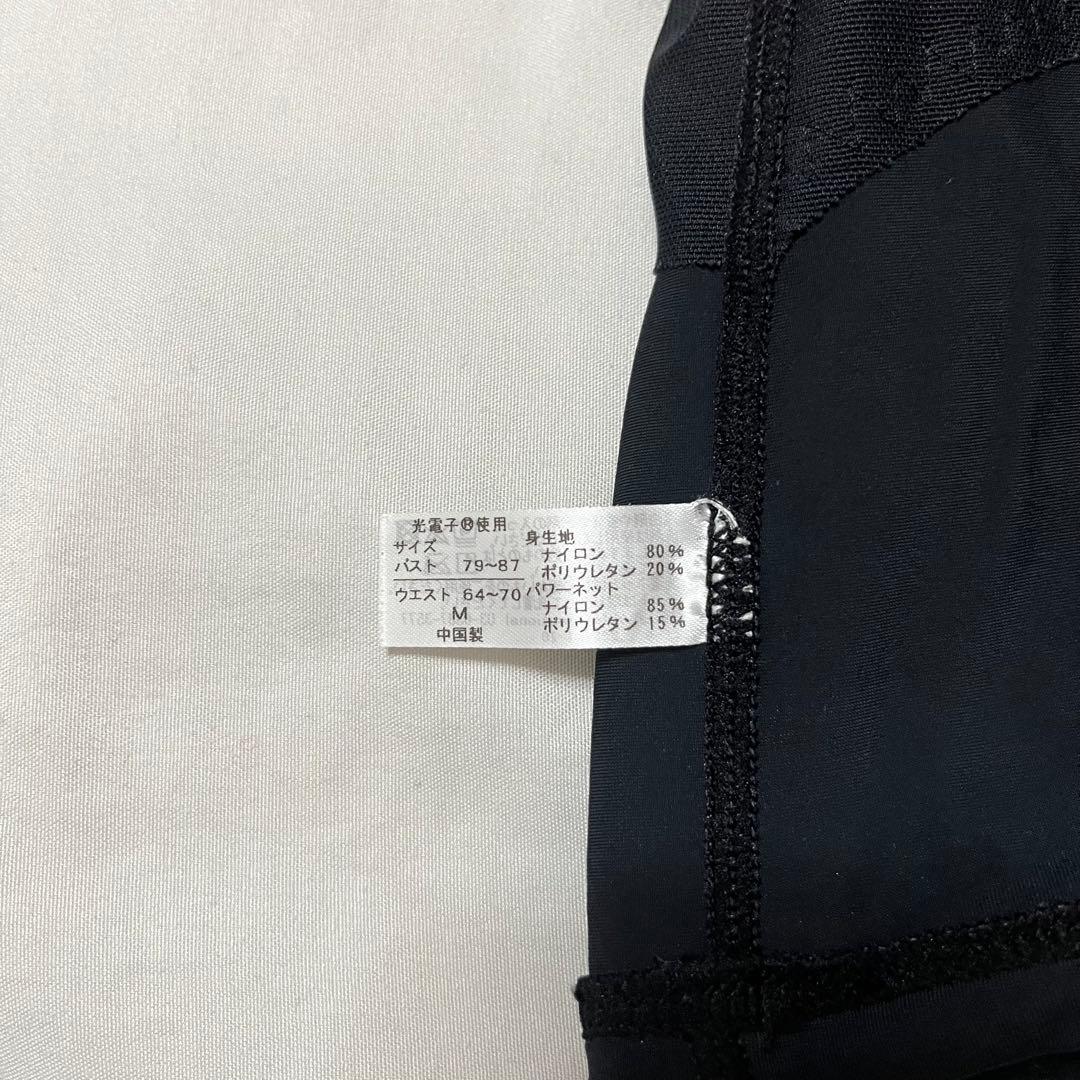 光電子®使用
サイズ
バスト 79~87
ウエスト 64~70
M
中国製
身生地
ナイロン 80%
ポリウレタン 20%
パワーネット
ナイロン 85%
ポリウレタン 15%